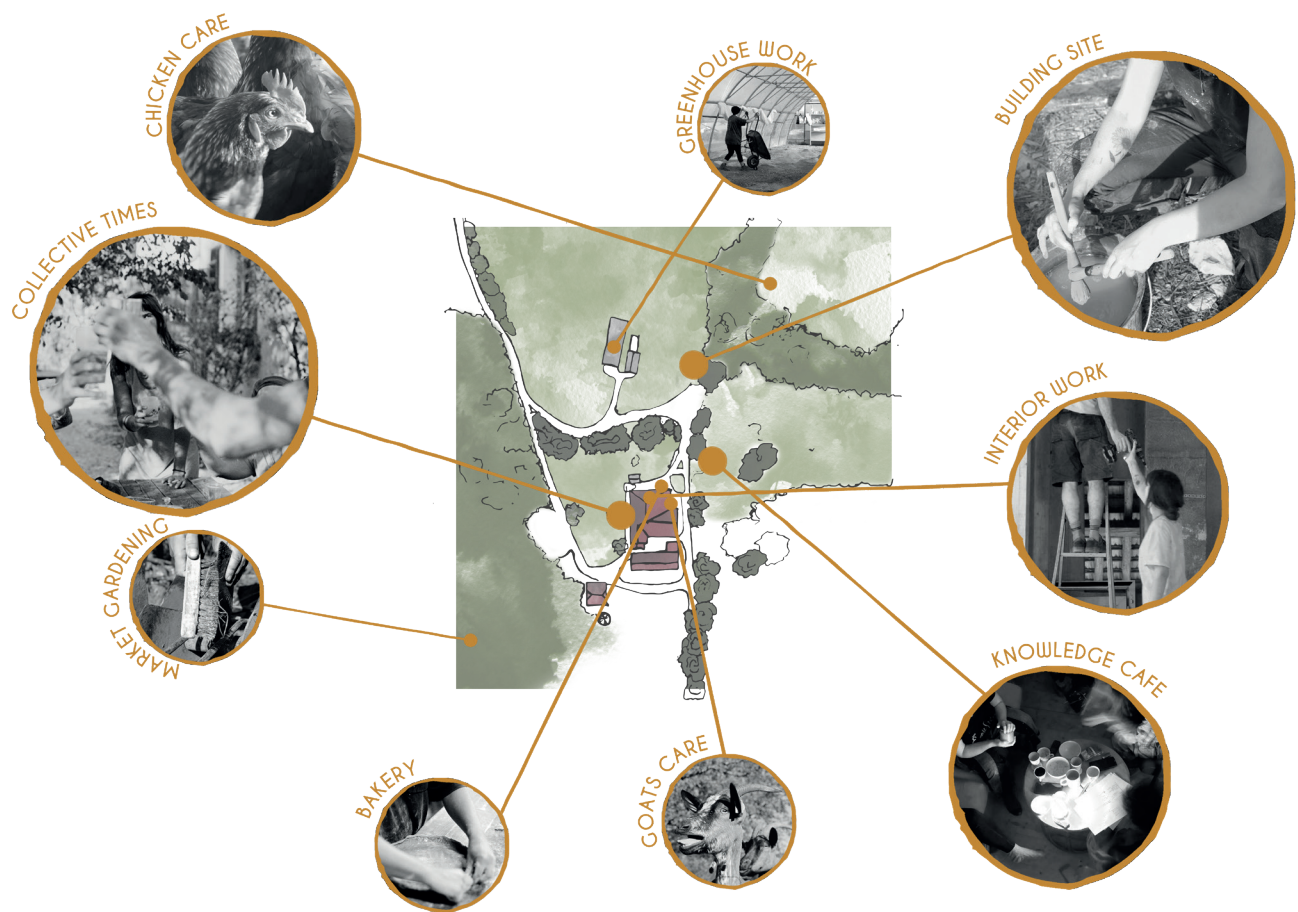 CHICKEN CARE
GREENHOUSE WORK
BUILDING SITE
COLLECTIVE TIMES
INTERIOR WORK
MARKET GARDENING
KNOWLEDGE CAFE
BAKERY
GOATS CARE